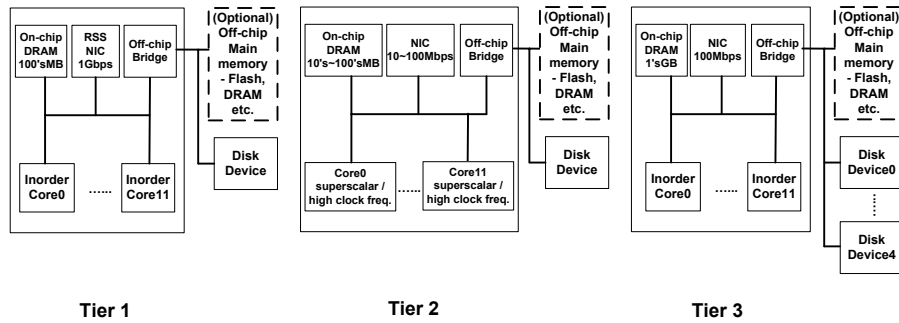 On-chip
DRAM
100'sMB
RSS
NIC
1Gbps
Off-chip
Bridge
(Optional)
Off-chip
Main
memory
- Flash,
DRAM
etc.
Inorder
Core0
......
Inorder
Core11
Disk
Device
Tier 1
On-chip
DRAM
10's~100'sMB
NIC
10~100Mbps
Off-chip
Bridge
(Optional)
Off-chip
Main
memory
- Flash,
DRAM
etc.
Core0
superscalar /
high clock freq.
......
Core11
superscalar /
high clock freq.
Disk
Device
Tier 2
On-chip
DRAM
1'sGB
NIC
100Mbps
Off-chip
Bridge
(Optional)
Off-chip
Main
memory
- Flash,
DRAM
etc.
Inorder
Core0
......
Inorder
Core11
Disk
Device0
......
Disk
Device4
Tier 3